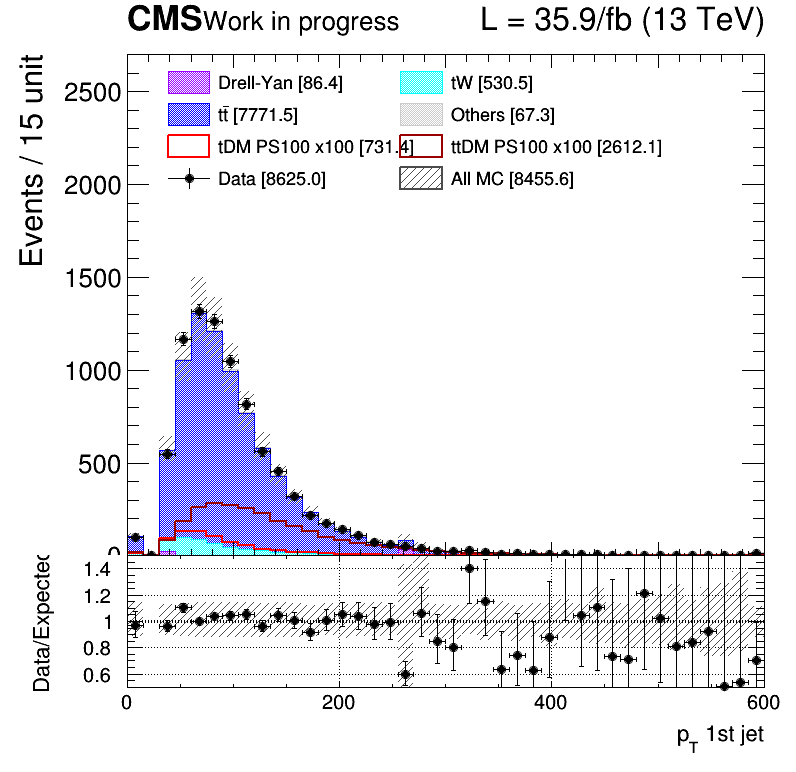 CMS Work in progress L = 35.9/fb (13 TeV)
Events / 15 unit
2500
2000
1500
1000
500
0
Drell-Yan [86.4] tW [530.5]
tt̄ [7771.5] Others [67.3]
tDM PS100 x100 [731.4] ttDM PS100 x100 [2612.1]
Data [8625.0] All MC [8455.6]
Data/Expected
1.4
1.2
1
0.8
0.6
0 200 400 600
p_T 1st jet